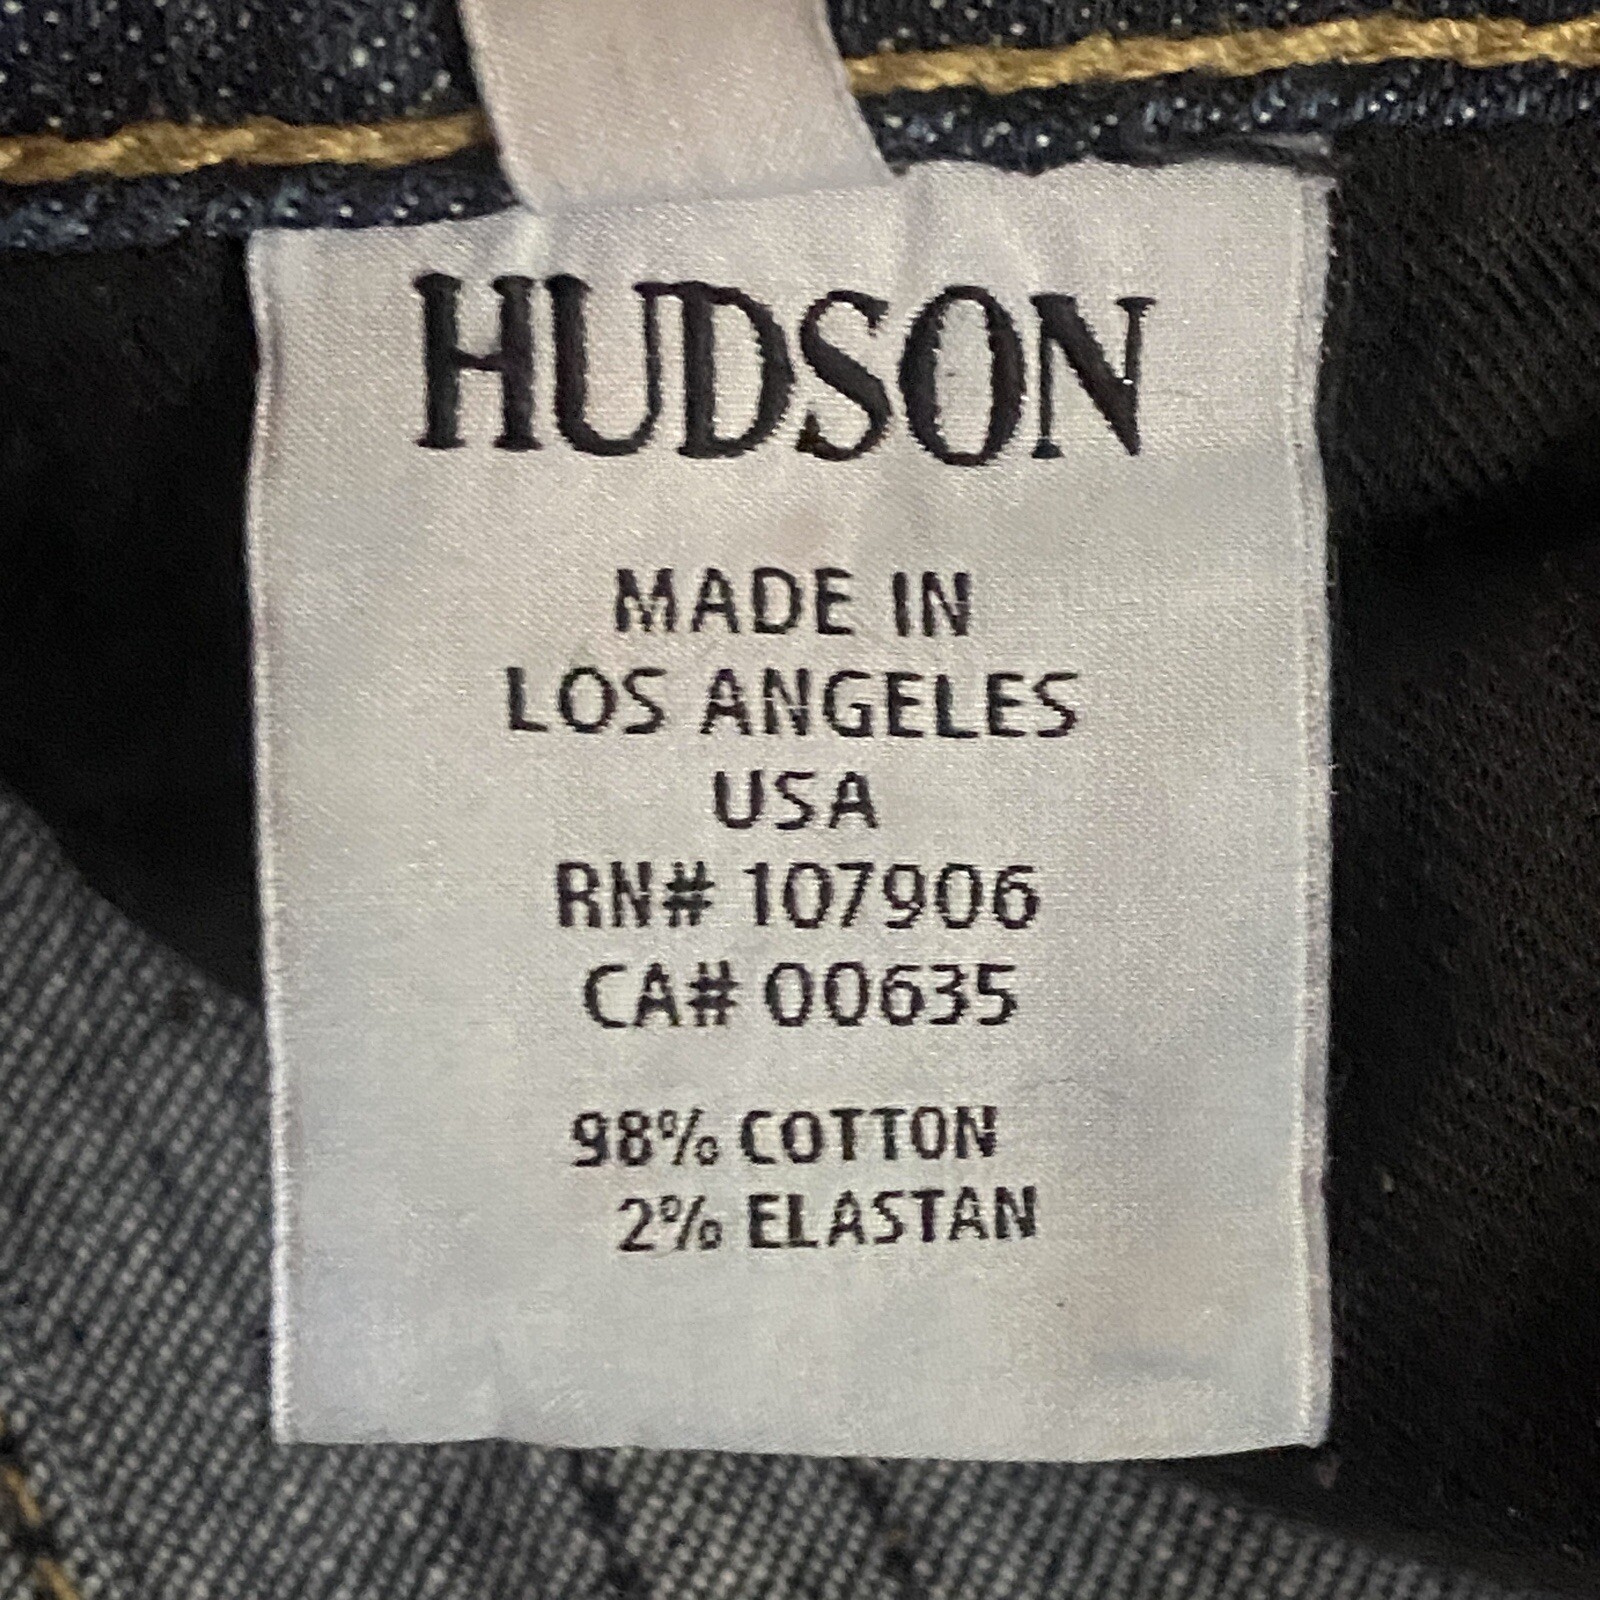 HUDSON
MADE IN
LOS ANGELES
USA
RN# 107906
CA# 00635
98% COTTON
2% ELASTAN